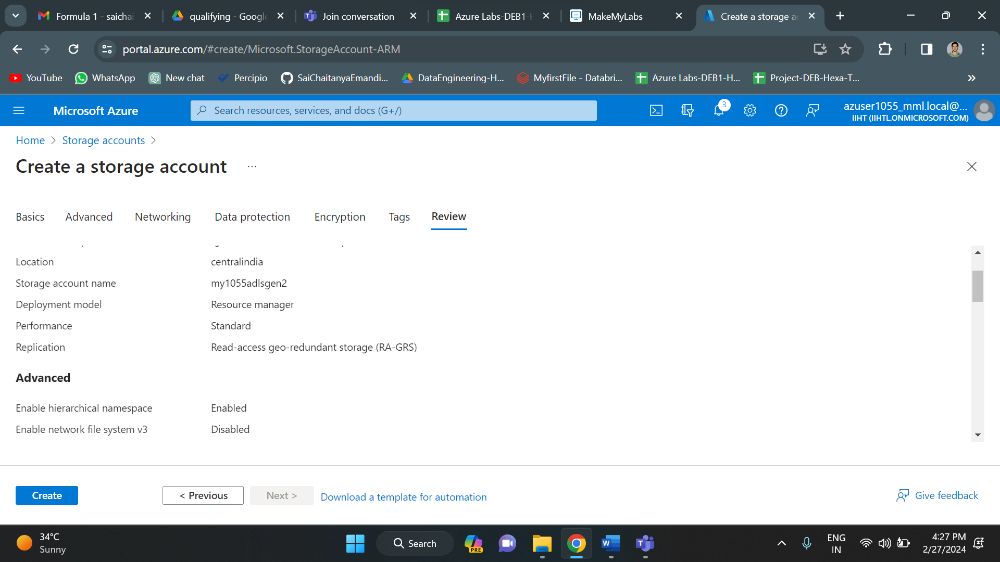 Formula 1 - saichai
qualifying - Google
Join conversation
Azure Labs-DEB1-H
MakeMyLabs
Create a storage ac
portal.azure.com/#create/Microsoft.StorageAccount-ARM
YouTube
WhatsApp
New chat
Percipio
SaiChaitanyaEmandi...
DataEngineering-H...
MyfirstFile - Databri...
Azure Labs-DEB1-H...
Project-DEB-Hexa-T...
»
Microsoft Azure
Search resources, services, and docs (G+/)
3
azuser1055_mml.local@...
IIHT (IIHTL.ONMICROSOFT.COM)
Home > Storage accounts >
Create a storage account ...
Basics Advanced Networking Data protection Encryption Tags Review
Location centralindia
Storage account name my1055adlsgen2
Deployment model Resource manager
Performance Standard
Replication Read-access geo-redundant storage (RA-GRS)
Advanced
Enable hierarchical namespace Enabled
Enable network file system v3 Disabled
Create
< Previous
Next >
Download a template for automation
Give feedback
34°C
Sunny
Search
PRE
ENG
IN
4:27 PM
2/27/2024